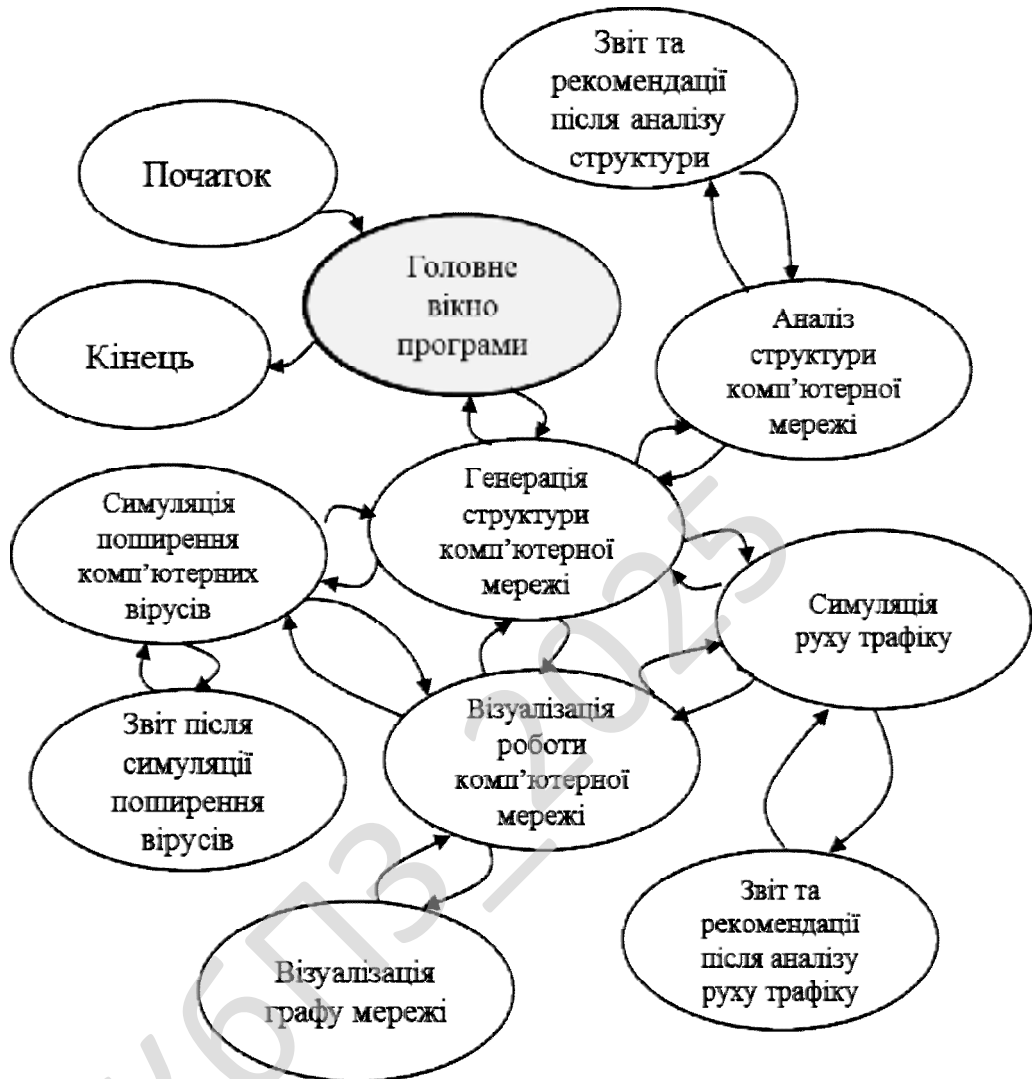 Звіт та
рекомендації
після аналізу
структури
Початок
Головне
вікно
програми
Кінець
Аналіз
структури
комп’ютерної
мережі
Генерація
структури
комп’ютерної
мережі
Симуляція
поширення
комп’ютерних
вірусів
Симуляція
руху трафіку
Візуалізація
роботи
комп’ютерної
мережі
Звіт після
симуляції
поширення
вірусів
Звіт та
рекомендації
після аналізу
руху трафіку
Візуалізація
графу мережі